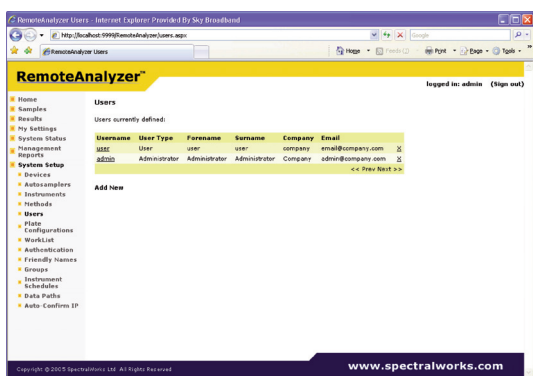 RemoteAnalyzer Users - Internet Explorer Provided By Sky Broadband
http://localhost:9999/RemoteAnalyzer/users.aspx
Google
RemoteAnalyzer Users
Home
Feeds (J)
Print
Page
Tools
RemoteAnalyzer™
logged in: admin (Sign out)
Home
Samples
Results
My Settings
System Status
Management
Reports
System Setup
Devices
Autosamplers
Instruments
Methods
Users
Plate
Configurations
WorkList
Authentication
Friendly Names
Groups
Instrument
Schedules
Data Paths
Auto-Confirm IP
Users
Users currently defined:
Username User Type Forename Surname Company Email
user User user user company email@company.com X
admin Administrator Administrator Administrator Company admin@company.com X
<< Prev Next >>
Add New
Copyright © 2005 SpectralWorks Ltd All Rights Reserved
www.spectralworks.com